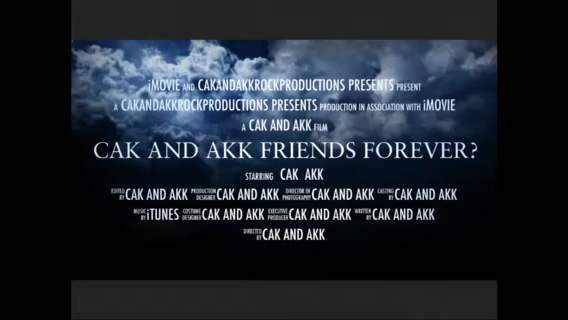 iMOVIE AND CAKANDAKKROCKPRODUCTIONS PRESENTS PRESENT
A CAKANDAKKROCKPRODUCTIONS PRESENTS PRODUCTION IN ASSOCIATION WITH iMOVIE
A CAK AND AKK FILM
CAK AND AKK FRIENDS FOREVER?
STARRING CAK AKK
EDITED BY CAK AND AKK PRODUCTION DESIGNER CAK AND AKK DIRECTOR OF PHOTOGRAPHY CAK AND AKK CASTING BY CAK AND AKK
MUSIC BY iTUNES COSTUME DESIGNER CAK AND AKK EXECUTIVE PRODUCER CAK AND AKK WRITTEN BY CAK AND AKK
DIRECTED BY CAK AND AKK